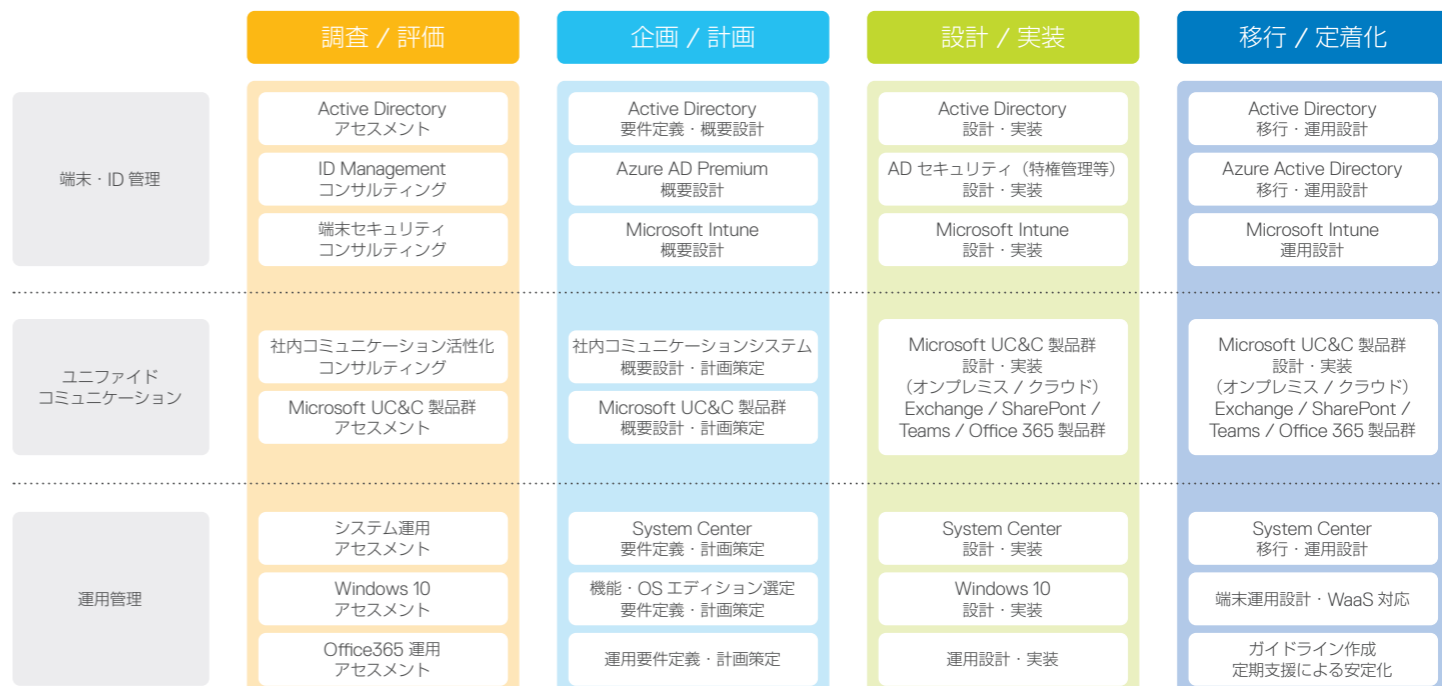 調査 / 評価
企画 / 計画
設計 / 実装
移行 / 定着化
端末・ID 管理
Active Directory
アセスメント
Active Directory
要件定義・概要設計
Active Directory
設計・実装
Active Directory
移行・運用設計
ID Management
コンサルティング
Azure AD Premium
概要設計
AD セキュリティ（特権管理等）
設計・実装
Azure Active Directory
移行・運用設計
端末セキュリティ
コンサルティング
Microsoft Intune
概要設計
Microsoft Intune
設計・実装
Microsoft Intune
運用設計
ユニファイド
コミュニケーション
社内コミュニケーション活性化
コンサルティング
Microsoft UC&C 製品群
アセスメント
社内コミュニケーションシステム
概要設計・計画策定
Microsoft UC&C 製品群
概要設計・計画策定
Microsoft UC&C 製品群
設計・実装
（オンプレミス / クラウド）
Exchange / SharePont /
Teams / Office 365 製品群
Microsoft UC&C 製品群
設計・実装
（オンプレミス / クラウド）
Exchange / SharePont /
Teams / Office 365 製品群
運用管理
システム運用
アセスメント
System Center
要件定義・計画策定
System Center
設計・実装
System Center
移行・運用設計
Windows 10
アセスメント
機能・OS エディション選定
要件定義・計画策定
Windows 10
設計・実装
端末運用設計・WaaS 対応
Office365 運用
アセスメント
運用要件定義・計画策定
運用設計・実装
ガイドライン作成
定期支援による安定化